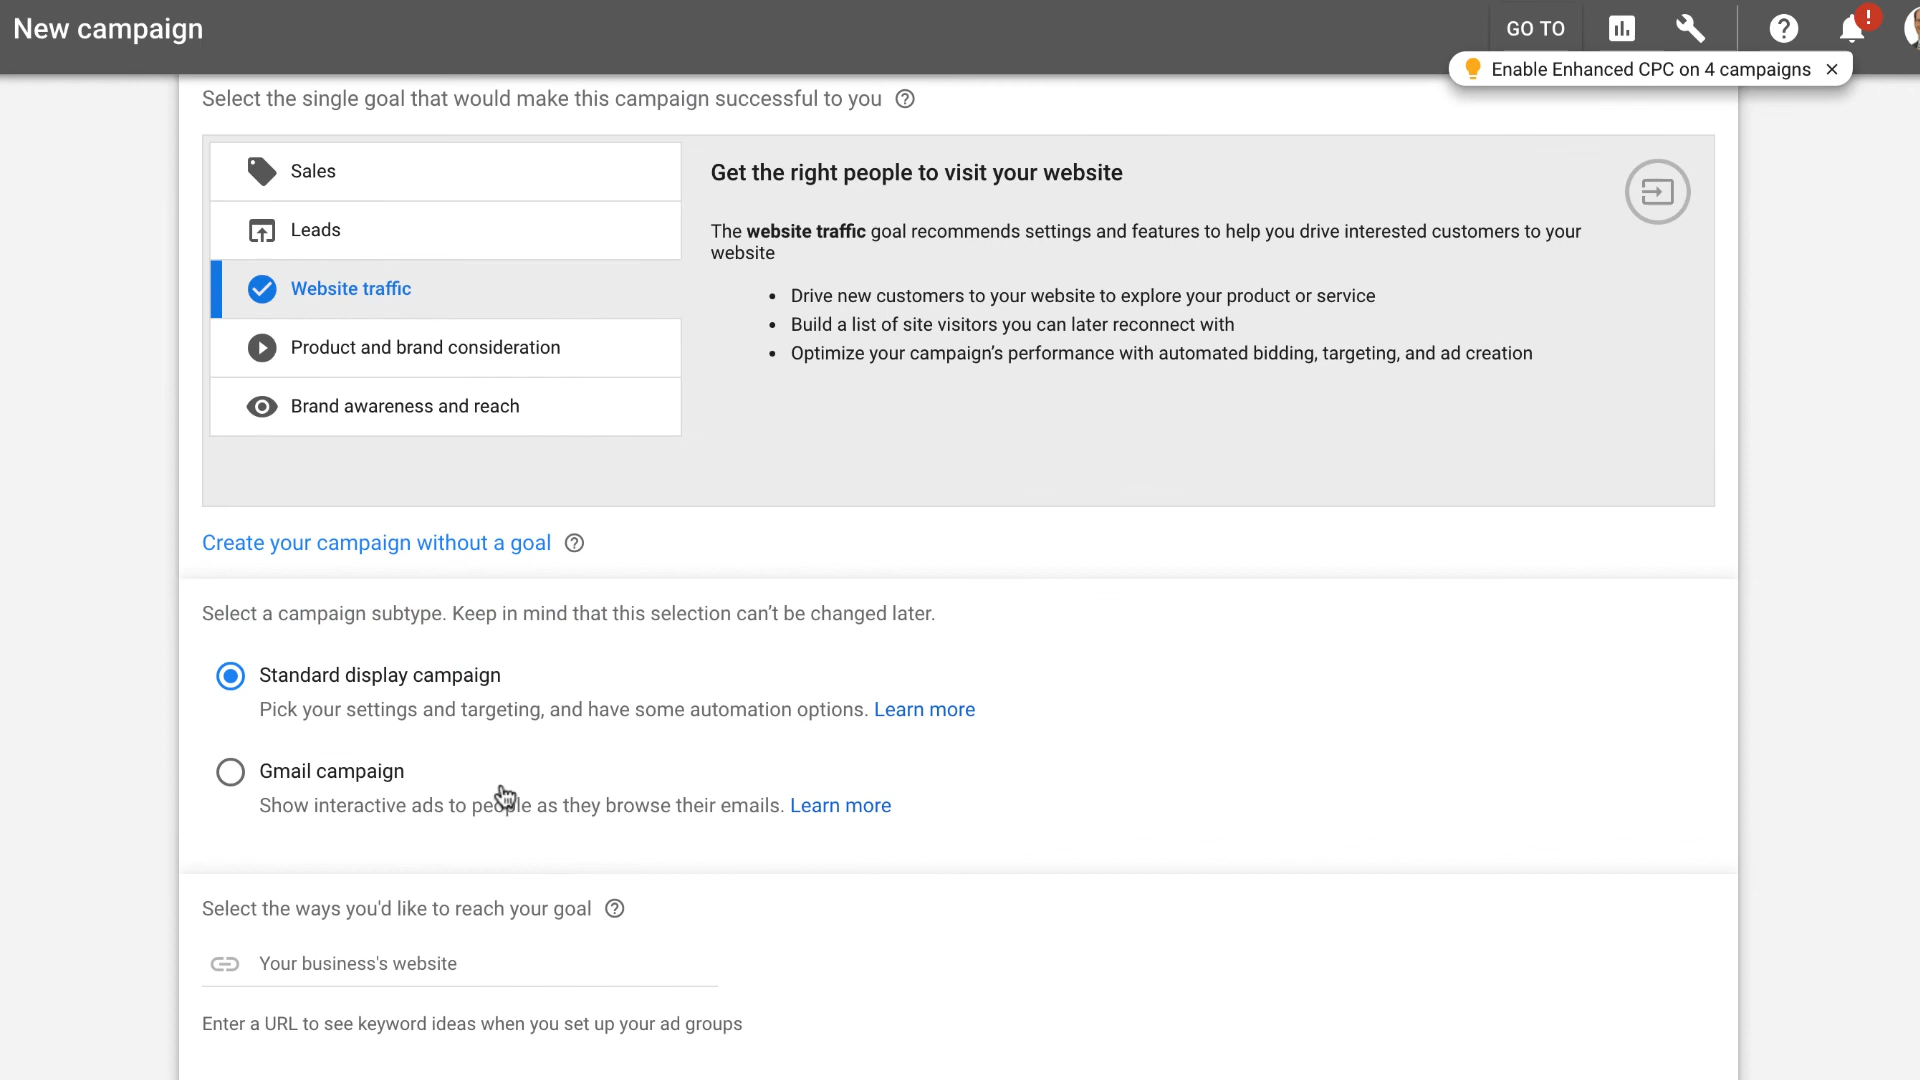 New campaign
GO TO
!
Enable Enhanced CPC on 4 campaigns
Select the single goal that would make this campaign successful to you
Sales
Leads
Website traffic
Product and brand consideration
Brand awareness and reach
Get the right people to visit your website
The website traffic goal recommends settings and features to help you drive interested customers to your
website
• Drive new customers to your website to explore your product or service
• Build a list of site visitors you can later reconnect with
• Optimize your campaign’s performance with automated bidding, targeting, and ad creation
Create your campaign without a goal
Select a campaign subtype. Keep in mind that this selection can’t be changed later.
Standard display campaign
Pick your settings and targeting, and have some automation options. Learn more
Gmail campaign
Show interactive ads to people as they browse their emails. Learn more
Select the ways you'd like to reach your goal
Your business's website
Enter a URL to see keyword ideas when you set up your ad groups